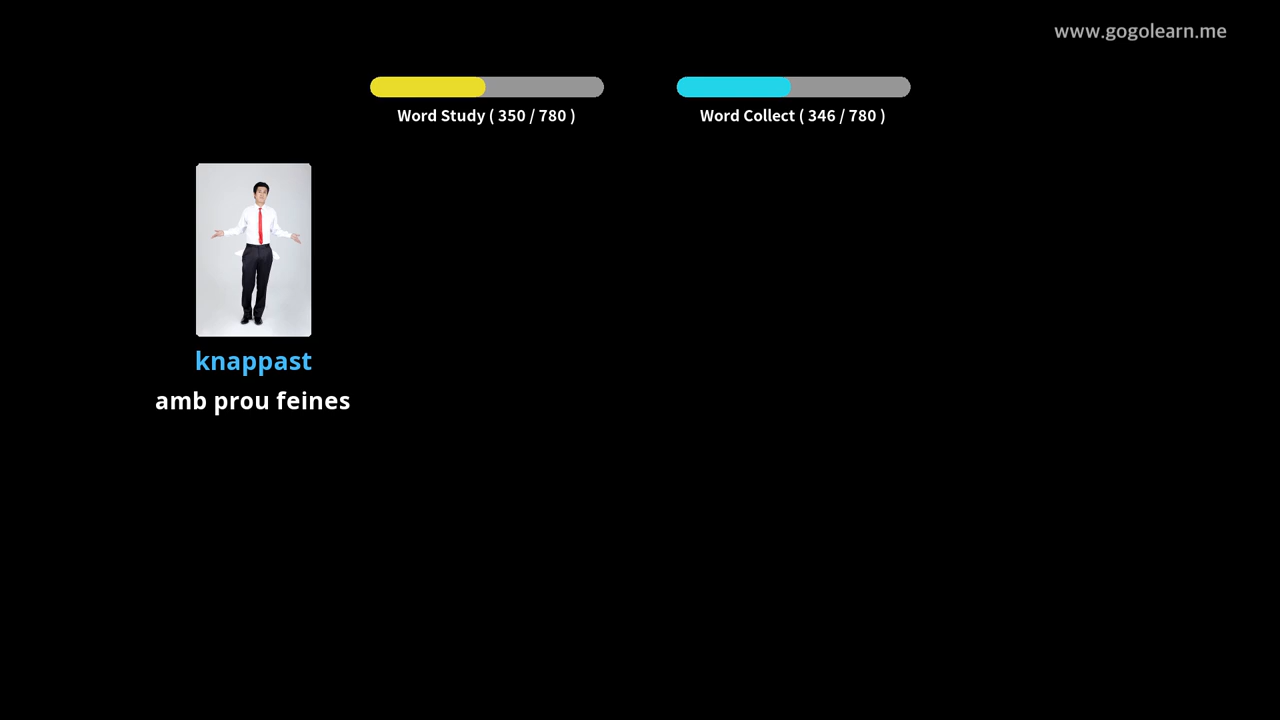 www.gogolearn.me
Word Study ( 350 / 780 )
Word Collect ( 346 / 780 )
knappast
amb prou feines